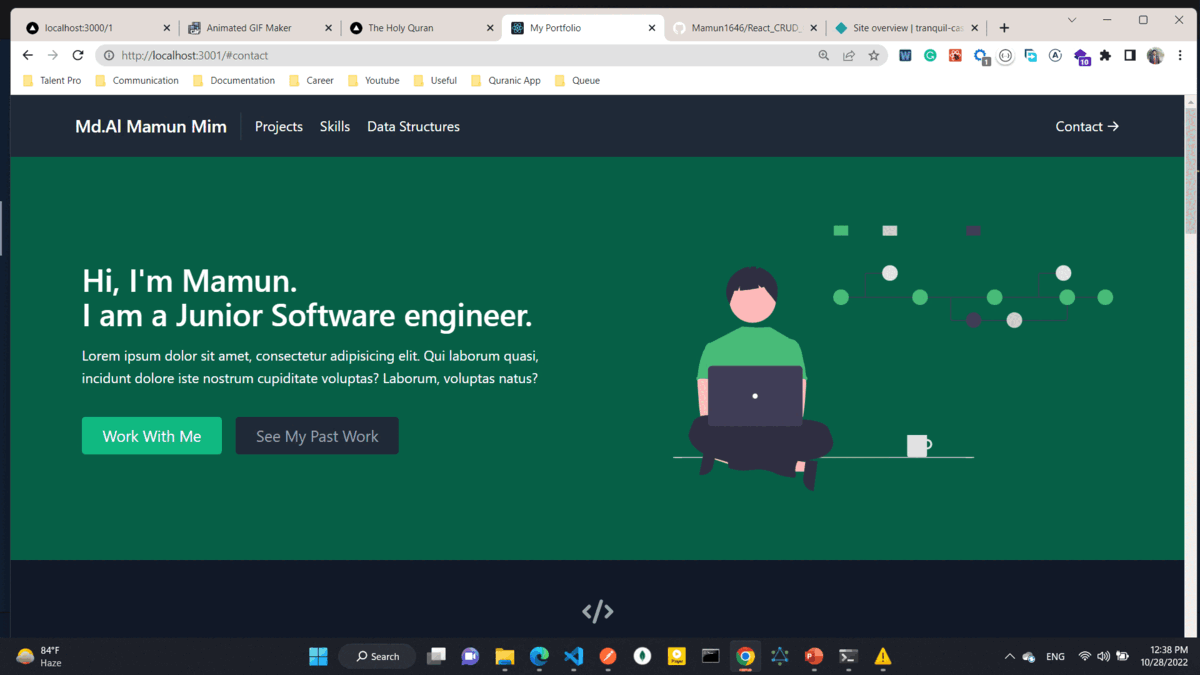 localhost:3000/1
Animated GIF Maker
The Holy Quran
My Portfolio
Mamun1646/React_CRUD_
Site overview | tranquil-cas
http://localhost:3001/#contact
W
G
1
A
10
Talent Pro
Communication
Documentation
Career
Youtube
Useful
Quranic App
Queue
Md.Al Mamun Mim
Projects
Skills
Data Structures
Contact →
Hi, I'm Mamun.
I am a Junior Software engineer.
Lorem ipsum dolor sit amet, consectetur adipisicing elit. Qui laborum quasi,
incidunt dolore iste nostrum cupiditate voluptas? Laborum, voluptas natus?
Work With Me
See My Past Work
</>
84°F
Haze
Search
ENG
12:38 PM
10/28/2022